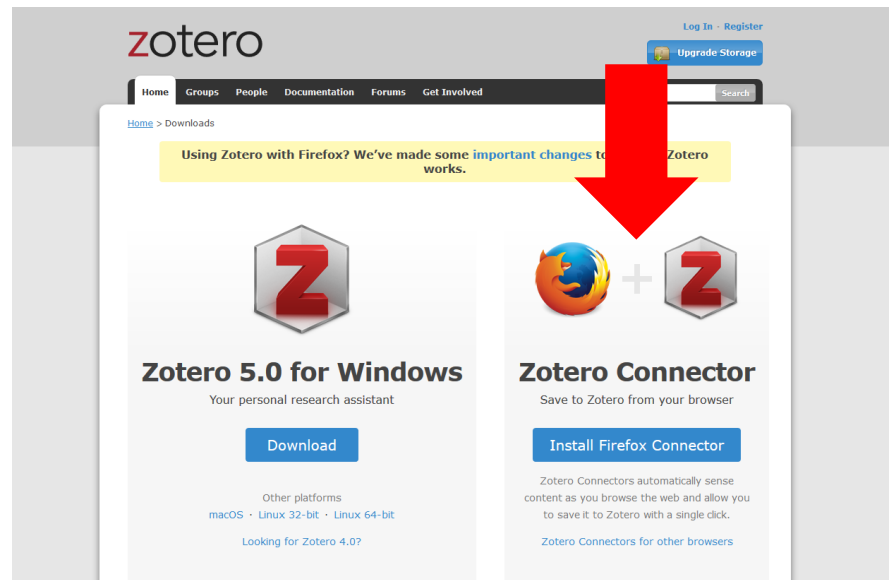 zotero
Log In · Register
Upgrade Storage
Home Groups People Documentation Forums Get Involved
Search
Home > Downloads
Using Zotero with Firefox? We've made some important changes to Zotero
works.
Z
Z
Zotero 5.0 for Windows
Your personal research assistant
Download
Other platforms
macOS · Linux 32-bit · Linux 64-bit
Looking for Zotero 4.0?
Zotero Connector
Save to Zotero from your browser
Install Firefox Connector
Zotero Connectors automatically sense
content as you browse the web and allow you
to save it to Zotero with a single click.
Zotero Connectors for other browsers